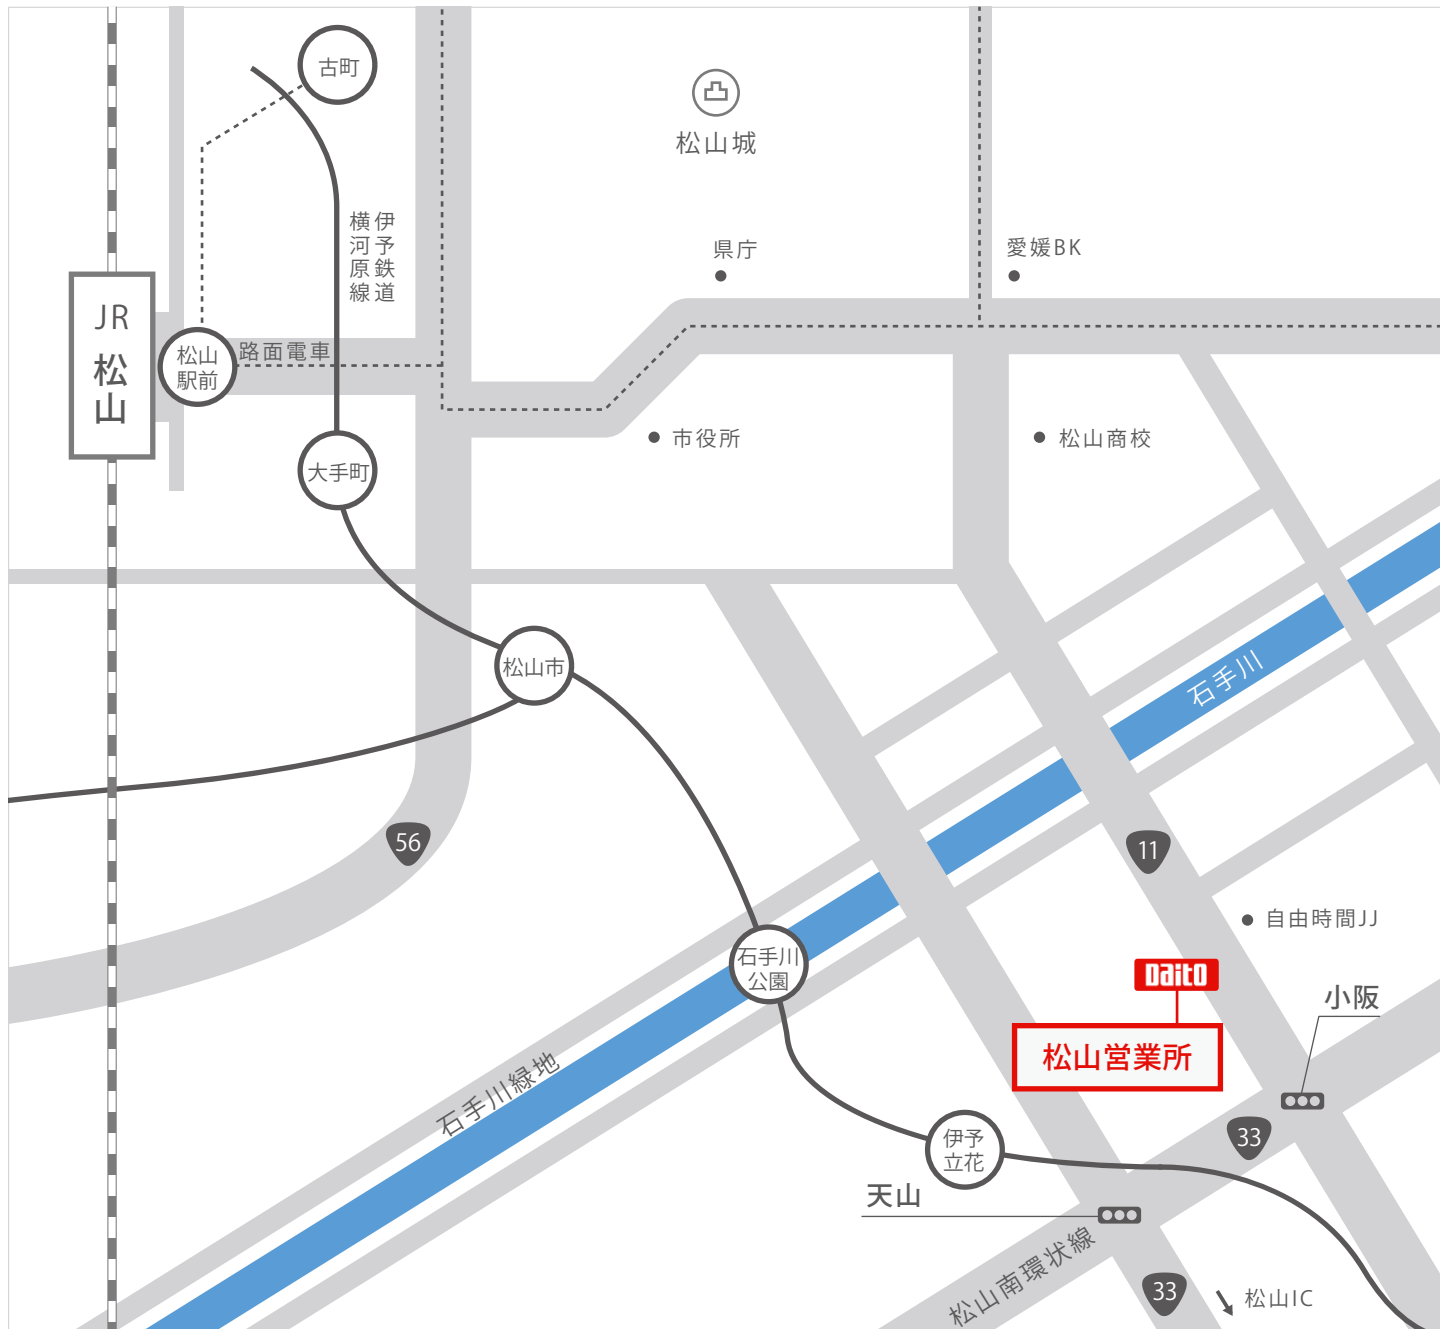 古町
松山城
伊予鉄道
横河原線
県庁
愛媛BK
JR
松山
松山
駅前
路面電車
市役所
松山商校
大手町
松山市
石手川
56
11
自由時間JJ
石手川
公園
Daito
小阪
松山営業所
石手川緑地
33
伊予
立花
天山
松山南環状線
33
松山IC